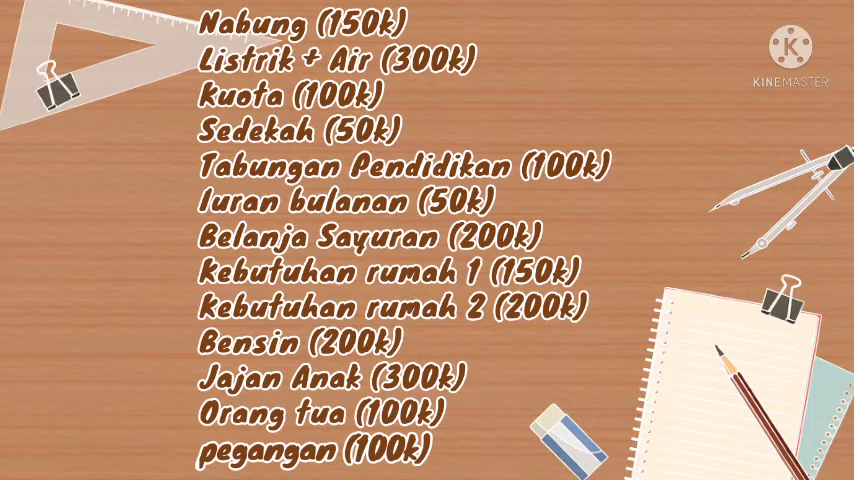 Nabung (150k)
Listrik + Air (300k)
Kuota (100k)
Sedekah (50k)
Tabungan Pendidikan (100k)
Iuran bulanan (50k)
Belanja Sayuran (200k)
Kebutuhan rumah 1 (150k)
Kebutuhan rumah 2 (200k)
Bensin (200k)
Jajan Anak (300k)
Orang tua (100k)
pegangan (100k)
K
KINEMASTER